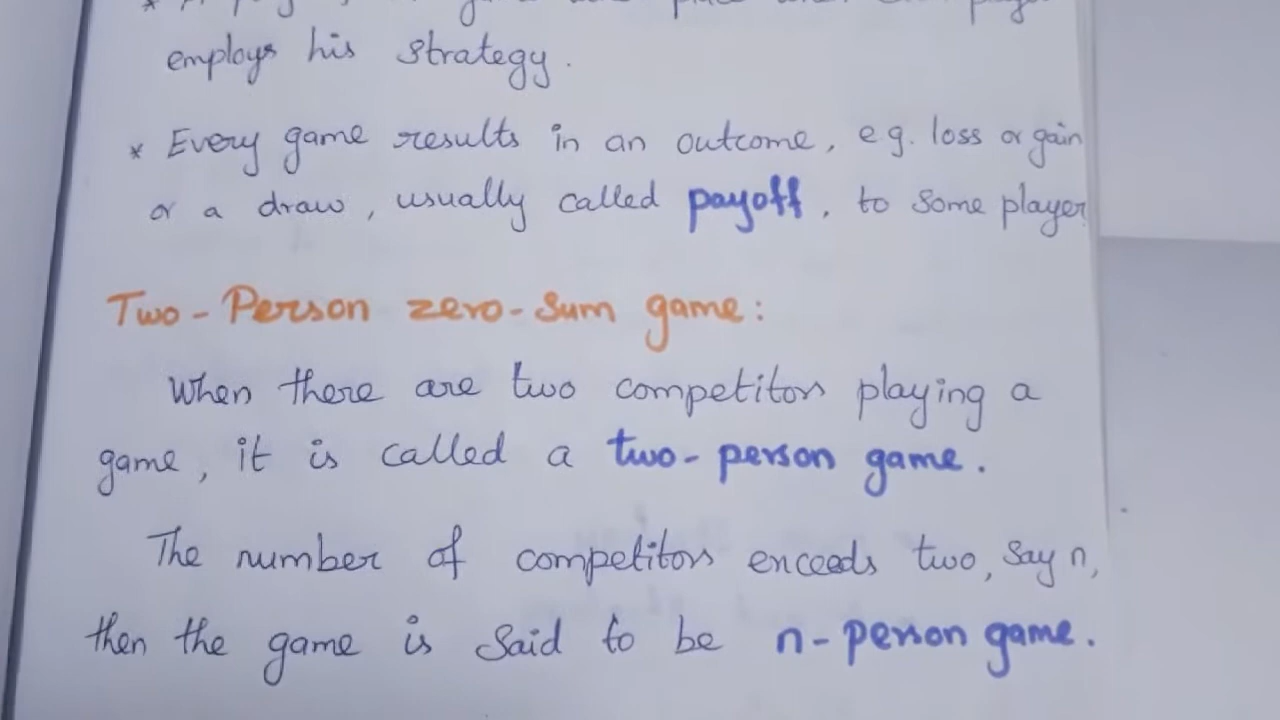 employs his strategy.
* Every game results in an outcome, eg. loss or gain
or a draw, usually called payoff, to some player
Two-Person zero-sum game:
When there are two competitors playing a
game, it is called a two-person game.
The number of competitors exceeds two, say n,
then the game is said to be n-person game.